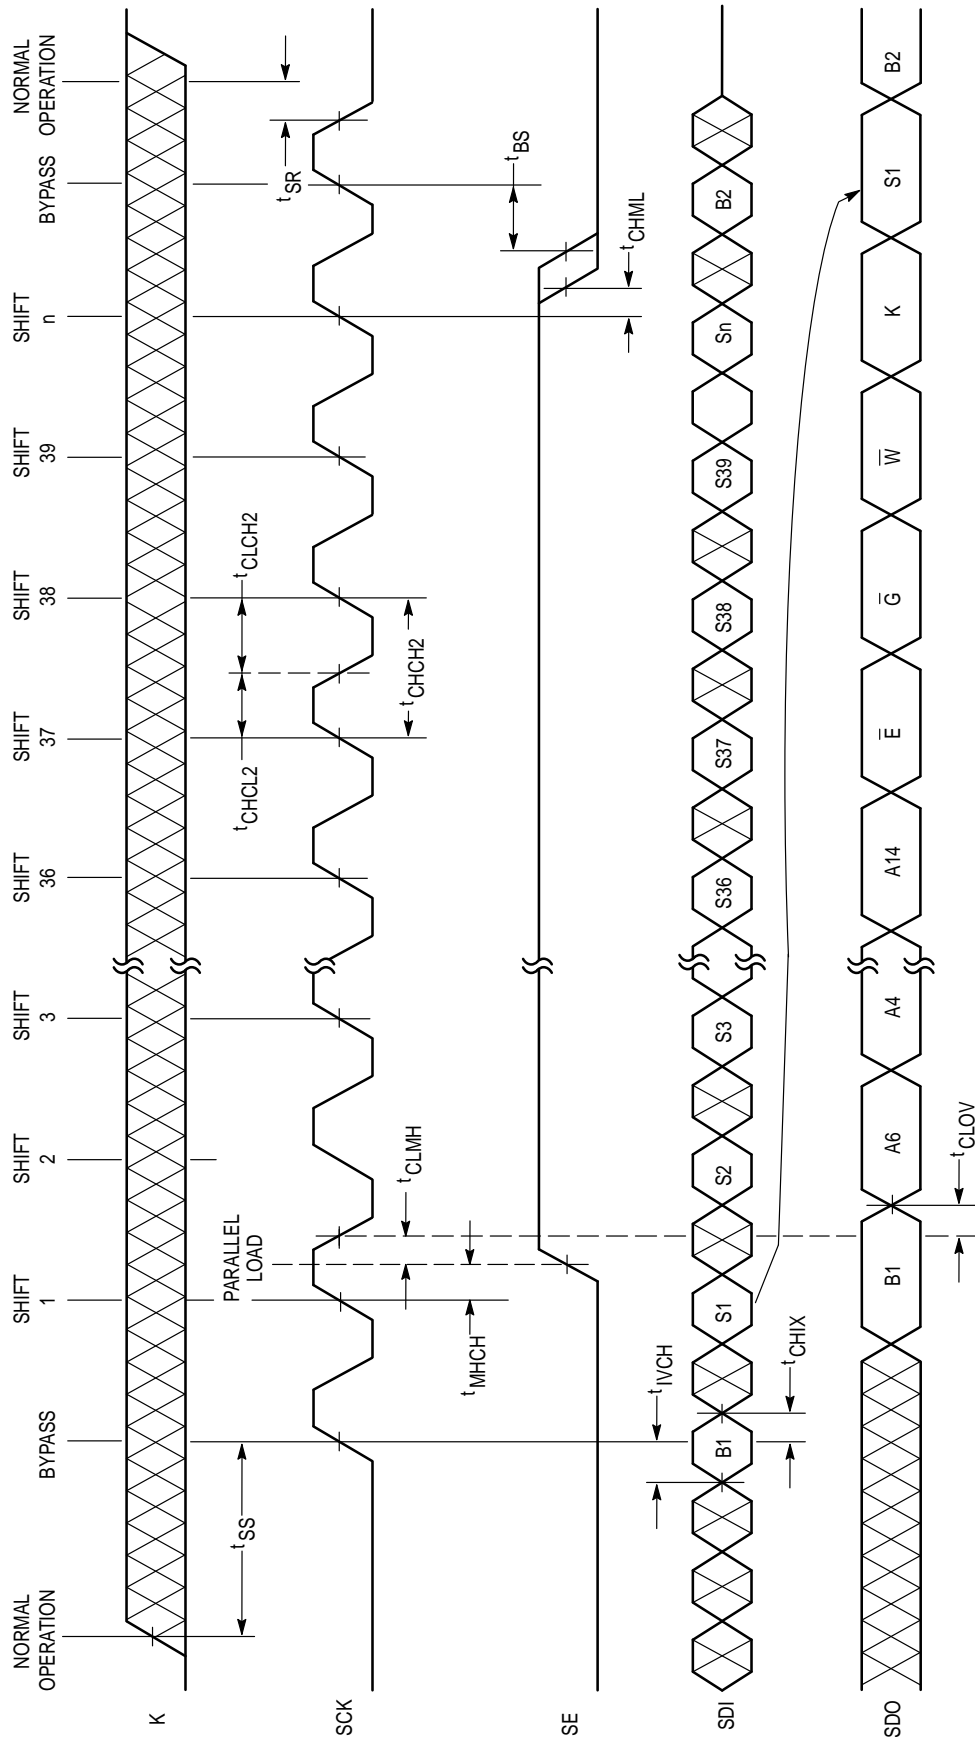 NORMAL
OPERATION
BYPASS
SHIFT
1
SHIFT
2
SHIFT
3
SHIFT
36
SHIFT
37
SHIFT
38
SHIFT
39
SHIFT
n
BYPASS
NORMAL
OPERATION
K
tSS
PARALLEL
LOAD
tCHCL2
tCLCH2
tSR
SCK
tMHCH
tCLMH
tCHCH2
tBS
SE
tCHML
tIVCH
SDI
B1
S1
S2
S3
S36
S37
S38
S39
Sn
B2
tCHIX
SDO
B1
A6
A4
A14
E̅
G̅
W̅
K
S1
B2
tCLOV